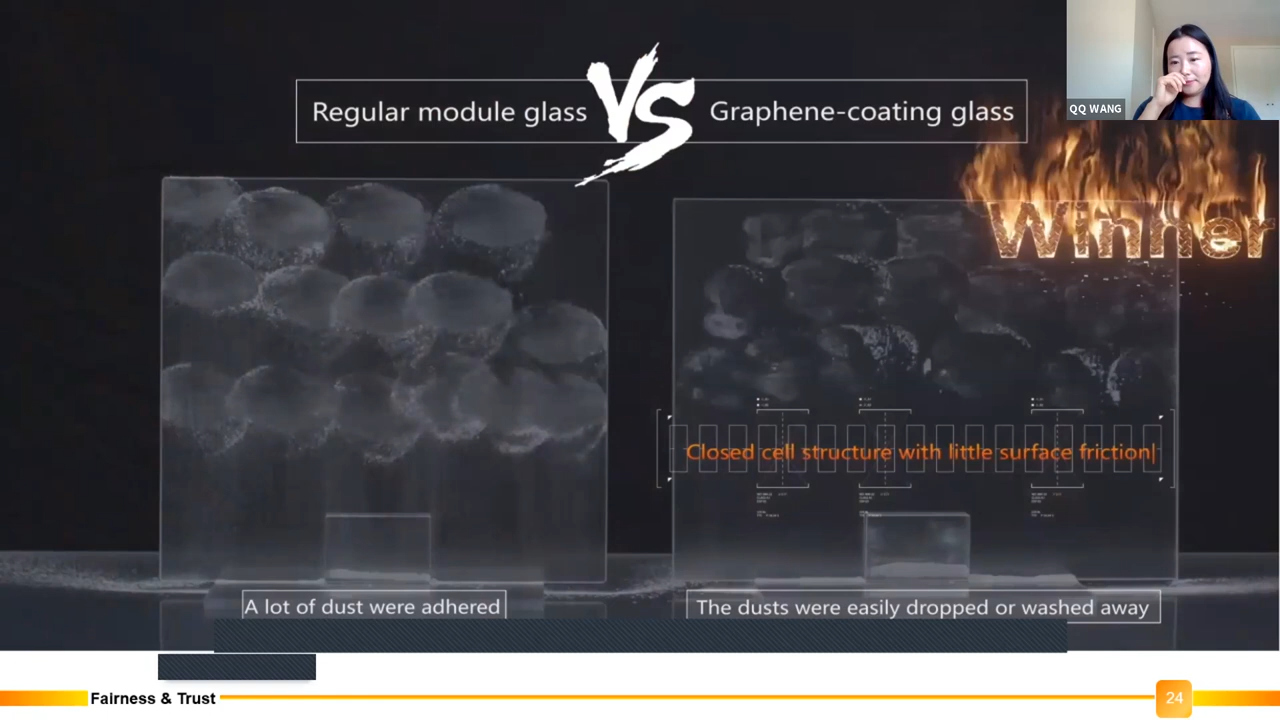 Regular module glass VS Graphene-coating glass
QQ WANG
Winner
Closed cell structure with little surface friction|
A lot of dust were adhered
The dusts were easily dropped or washed away
Fairness & Trust
24